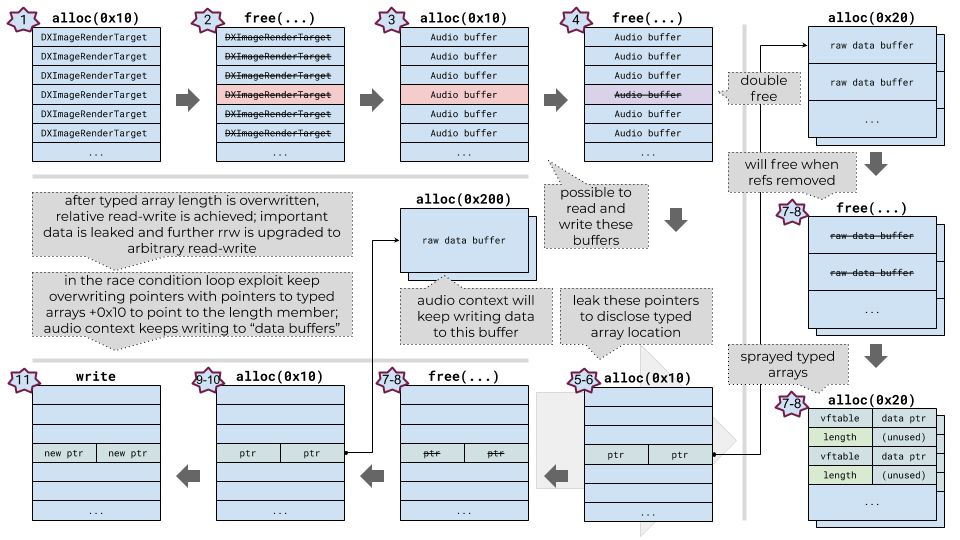 1
alloc(0x10)
DXImageRenderTarget
DXImageRenderTarget
DXImageRenderTarget
DXImageRenderTarget
DXImageRenderTarget
DXImageRenderTarget
...
2
free(...)
DXImageRenderTarget
DXImageRenderTarget
DXImageRenderTarget
DXImageRenderTarget
DXImageRenderTarget
DXImageRenderTarget
...
3
alloc(0x10)
Audio buffer
Audio buffer
Audio buffer
Audio buffer
Audio buffer
Audio buffer
...
4
free(...)
Audio buffer
Audio buffer
Audio buffer
Audio buffer
Audio buffer
Audio buffer
...
double
free
alloc(0x20)
raw data buffer
raw data buffer
...
will free when
refs removed
7-8
free(...)
raw data buffer
raw data buffer
...
sprayed typed
arrays
7-8
alloc(0x20)
vftable
data ptr
length
(unused)
vftable
data ptr
length
(unused)
...
after typed array length is overwritten,
relative read-write is achieved; important
data is leaked and further rrw is upgraded to
arbitrary read-write
in the race condition loop exploit keep
overwriting pointers with pointers to typed
arrays +0x10 to point to the length member;
audio context keeps writing to “data buffers”
alloc(0x200)
raw data buffer
audio context will
keep writing data
to this buffer
possible to
read and
write these
buffers
leak these pointers
to disclose typed
array location
11
write
new ptr
new ptr
...
9-10
alloc(0x10)
ptr
ptr
...
7-8
free(...)
ptr
ptr
...
5-6
alloc(0x10)
ptr
ptr
...